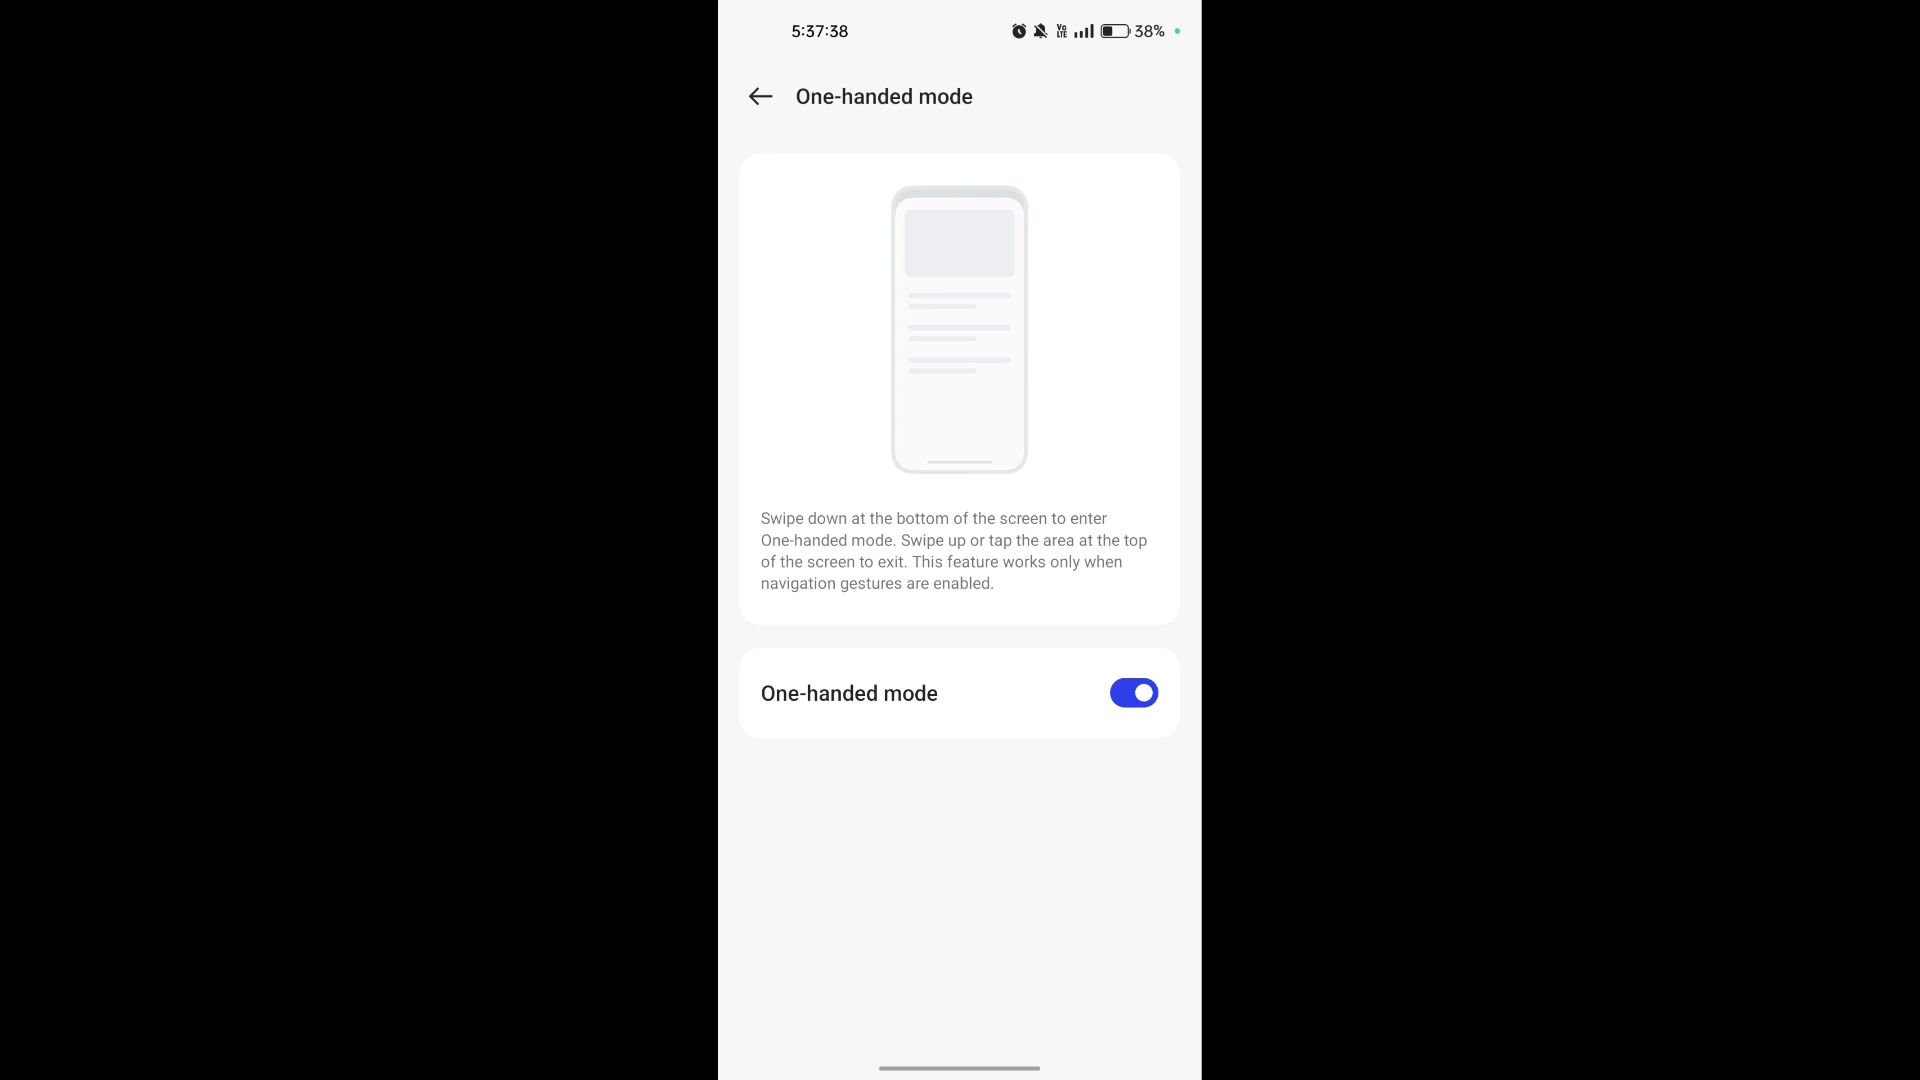 5:37:38 Vo LTE 38%
One-handed mode
Swipe down at the bottom of the screen to enter
One-handed mode. Swipe up or tap the area at the top
of the screen to exit. This feature works only when
navigation gestures are enabled.
One-handed mode